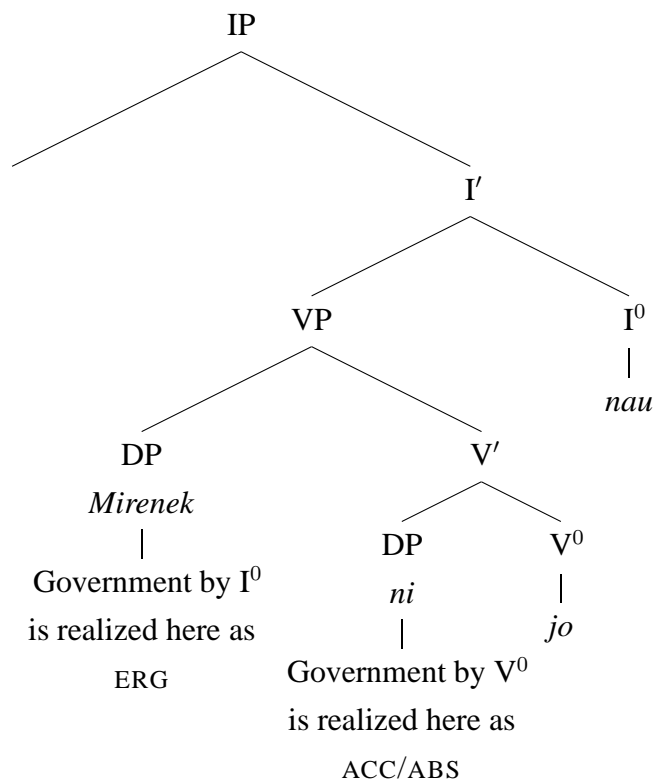 IP
I′
VP I⁰
nau
DP V′
Mirenek
DP V⁰
Government by I⁰
ni
is realized here as
jo
ERG
Government by V⁰
is realized here as
ACC/ABS